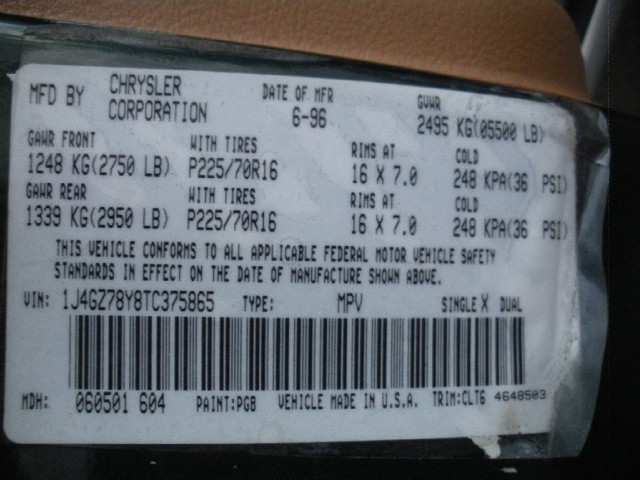 MFD BY CHRYSLER CORPORATION DATE OF MFR 6-96 GVWR 2495 KG(05500 LB)
GAWR FRONT WITH TIRES RIMS AT COLD
1248 KG(2750 LB) P225/70R16 16 X 7.0 248 KPA(36 PSI)
GAWR REAR WITH TIRES RIMS AT COLD
1339 KG(2950 LB) P225/70R16 16 X 7.0 248 KPA(36 PSI)
THIS VEHICLE CONFORMS TO ALL APPLICABLE FEDERAL MOTOR VEHICLE SAFETY
STANDARDS IN EFFECT ON THE DATE OF MANUFACTURE SHOWN ABOVE.
VIN: 1J4GZ78Y8TC375865 TYPE: MPV SINGLE X DUAL
MDH: 060501 604 PAINT:PG8 VEHICLE MADE IN U.S.A. TRIM:CLT6 4648503